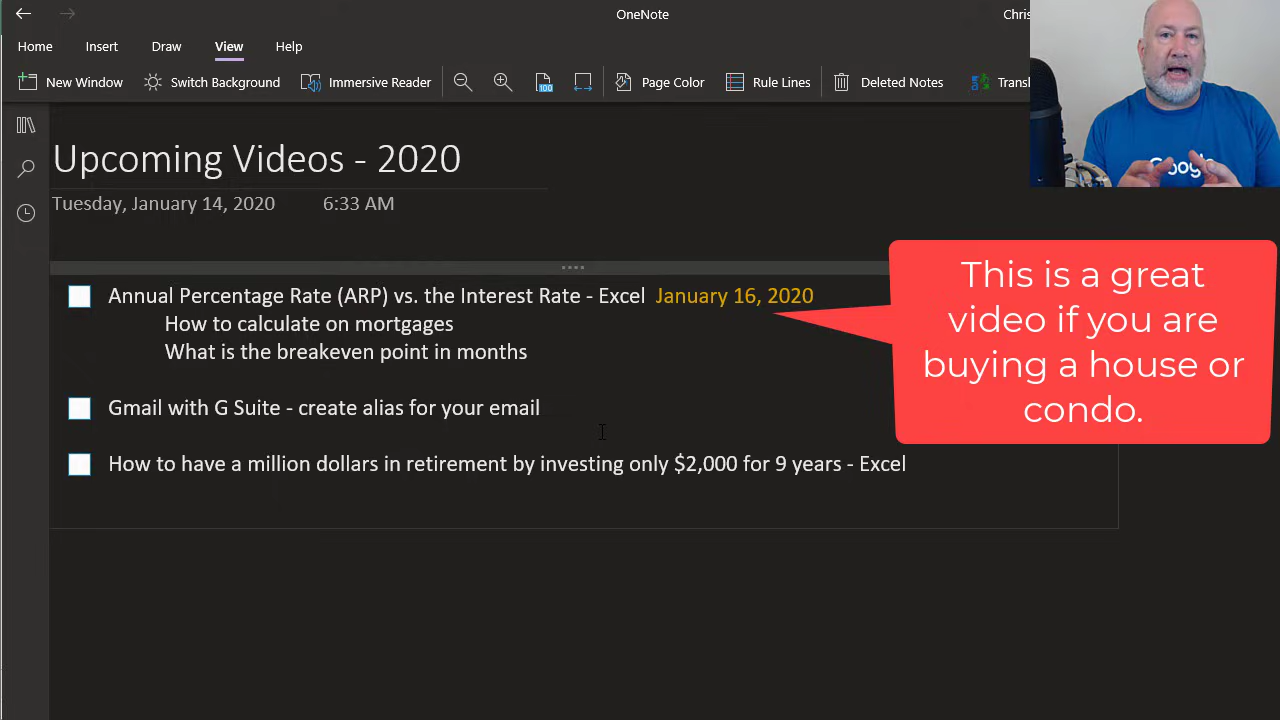 OneNote
Chris
Home Insert Draw View Help
New Window Switch Background Immersive Reader 100 Page Color Rule Lines Deleted Notes
Upcoming Videos - 2020
Tuesday, January 14, 2020 6:33 AM
Annual Percentage Rate (ARP) vs. the Interest Rate - Excel January 16, 2020
How to calculate on mortgages
What is the breakeven point in months
Gmail with G Suite - create alias for your email
How to have a million dollars in retirement by investing only $2,000 for 9 years - Excel
This is a great
video if you are
buying a house or
condo.
Google